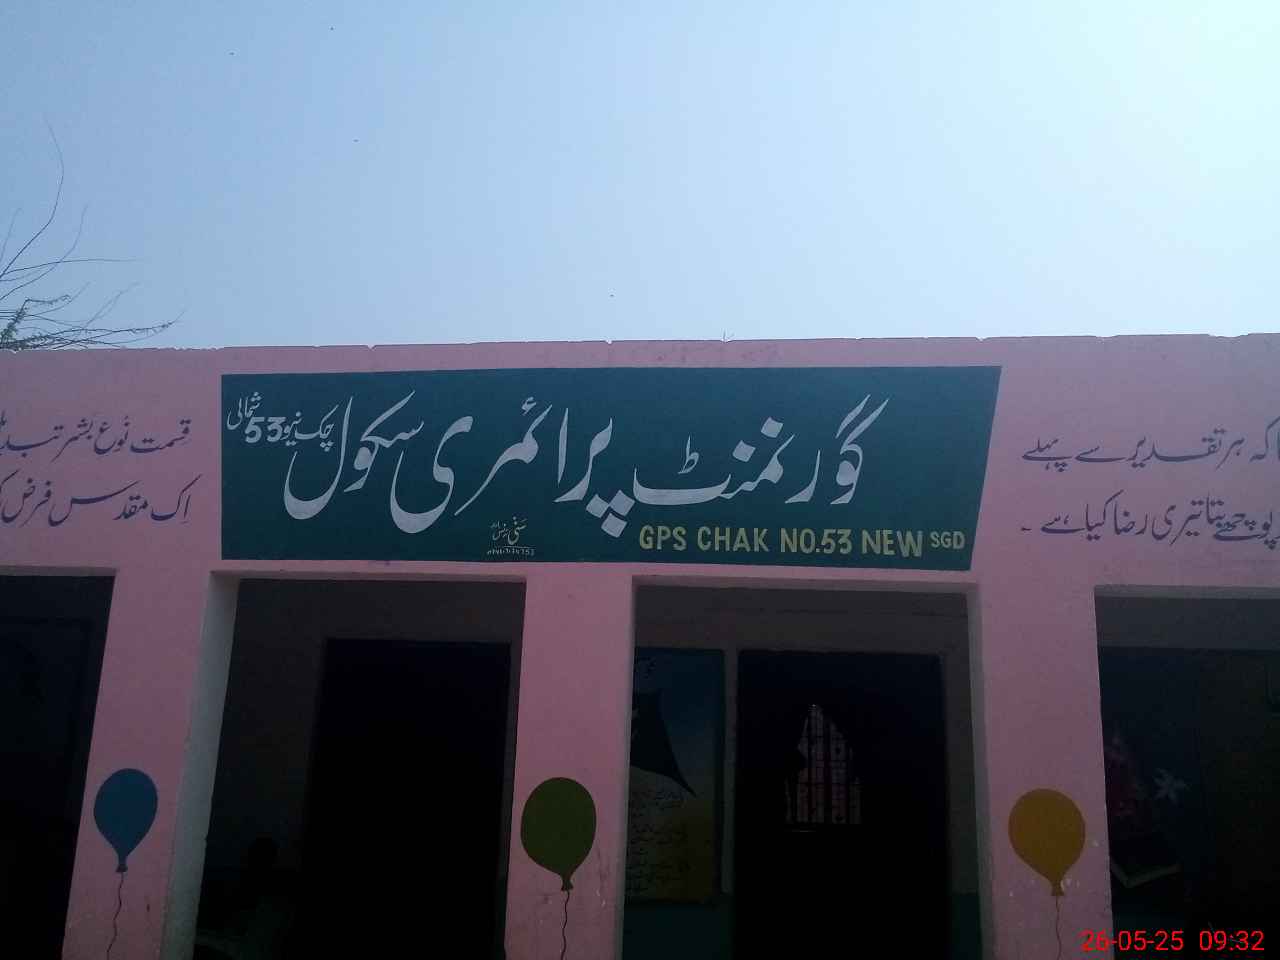 گورنمنٹ پرائمری سکول
چک نیو 53 شمالی
GPS CHAK NO.53 NEW SGD
سنی
کہ ہر تقدیر سے پہلے
پوچھے بتا تیری رضا کیا ہے ۔
قسمت نوع بشر
اک مقدس فرض
26-05-25 09:32